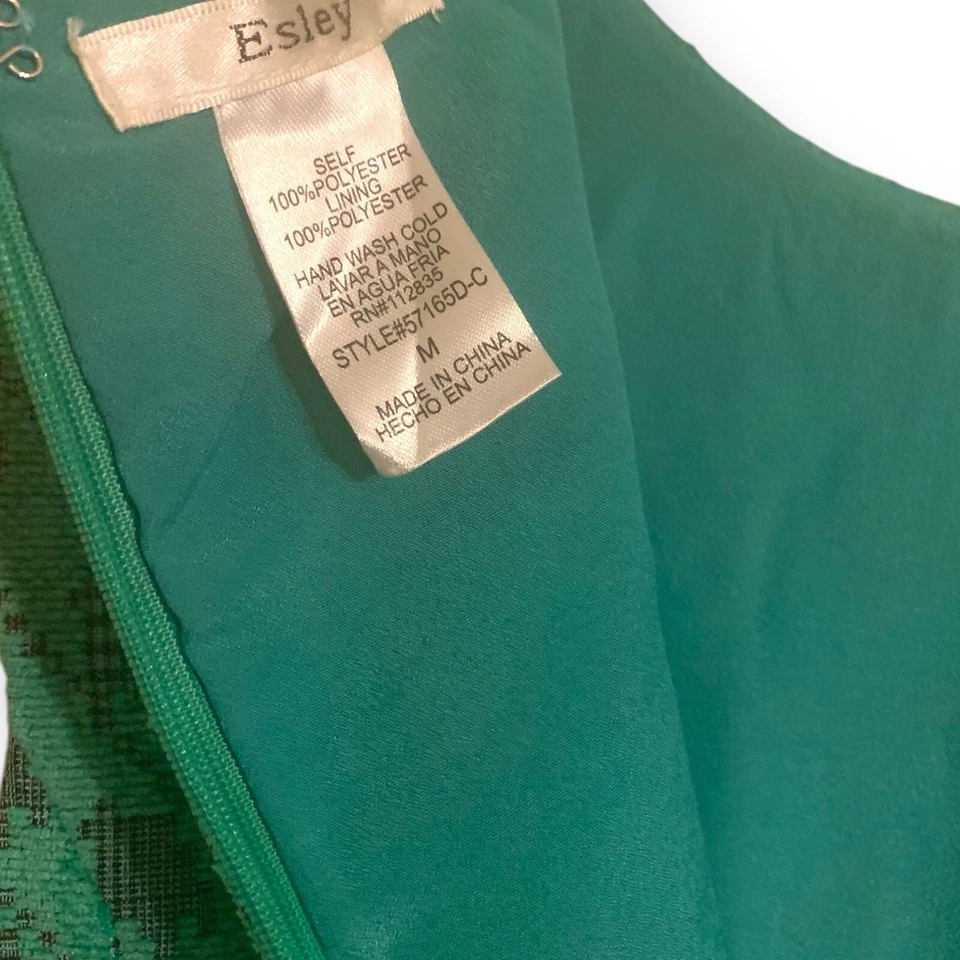 Esley
SELF
100%POLYESTER
LINING
100%POLYESTER
HAND WASH COLD
LAVAR A MANO
EN AGUA FRIA
RN#112835
STYLE#57165D-C
M
MADE IN CHINA
HECHO EN CHINA